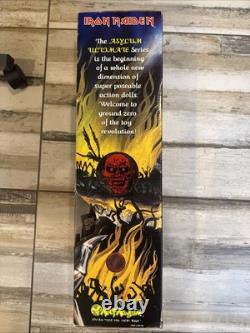 IRON MAIDEN
The ASYLUM
ULTIMATE Series
is the beginning
of a whole new
dimension of
super poseable
action dolls.
Welcome to
ground zero
of the toy
revolution!